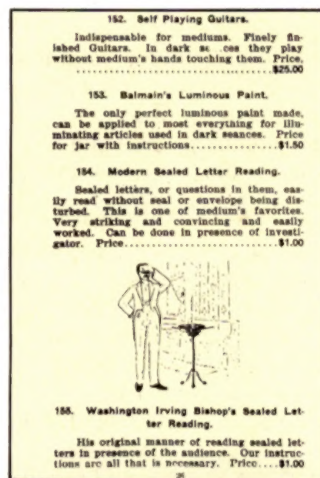 152. Self Playing Guitars.
Indispensable for mediums. Finely fin-
ished Guitars. In dark se ces they play
without medium's hands touching them. Price,
..............................$25.00
153. Balmain's Luminous Paint.
The only perfect luminous paint made,
can be applied to most everything for illu-
minating articles used in dark seances. Price
for jar with instructions................$1.50
154. Modern Sealed Letter Reading.
Sealed letters, or questions in them, eas-
ily read without seal or envelope being dis-
turbed. This is one of medium's favorites.
Very striking and convincing and easily
worked. Can be done in presence of investi-
gator. Price..........................$1.00
155. Washington Irving Bishop's Sealed Let-
ter Reading.
His original manner of reading sealed let-
ters in presence of the audience. Our instruc-
tions are all that is necessary. Price....$1.00